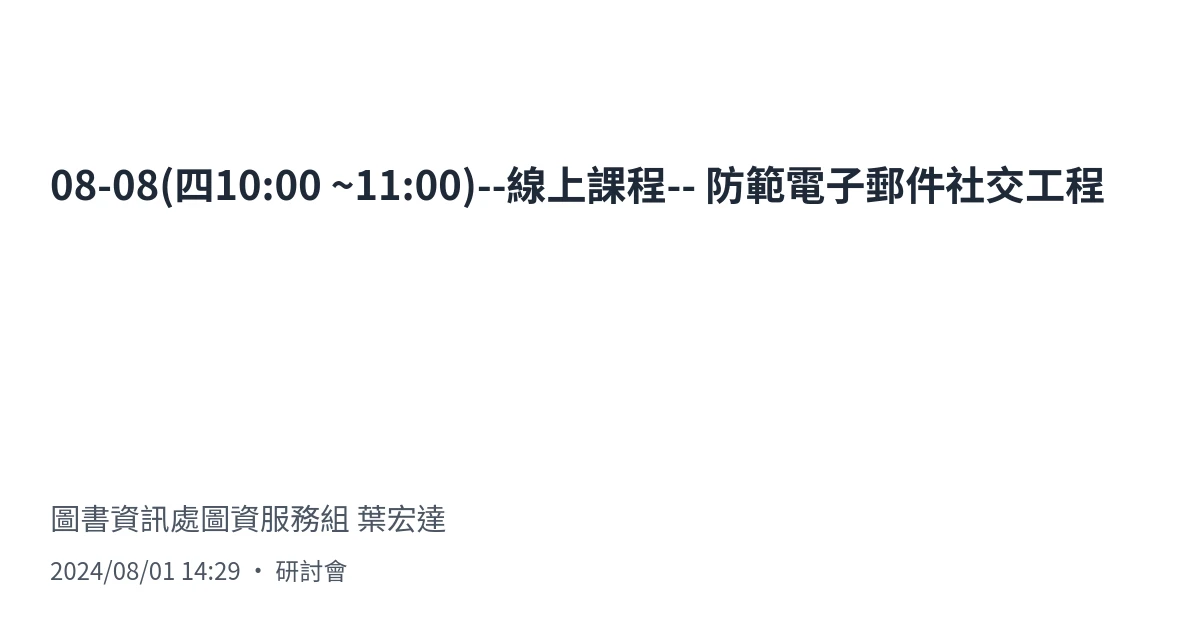 08-08(四10:00 ~11:00)--線上課程-- 防範電子郵件社交工程
圖書資訊處圖資服務組 葉宏達
2024/08/01 14:29 • 研討會